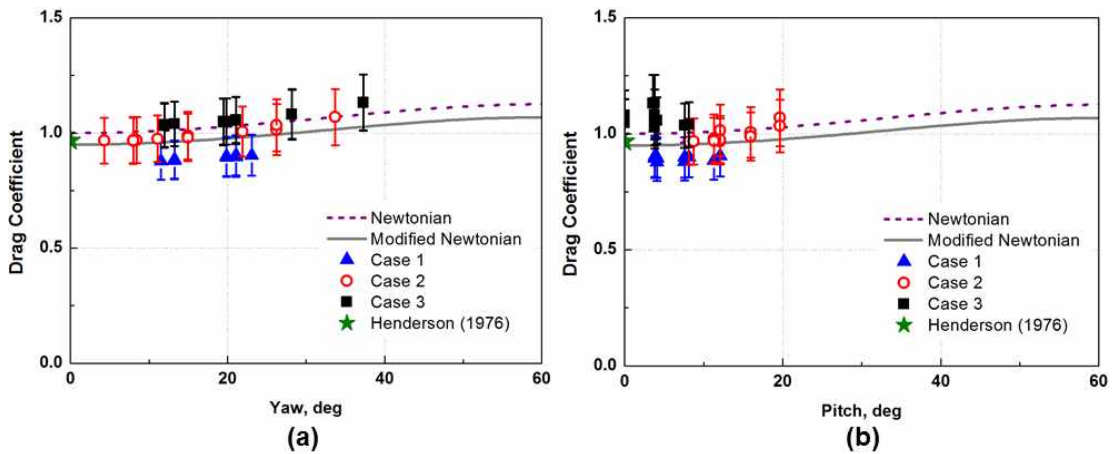 1.5
1.0
0.5
0.0
Drag Coefficient
0
20
40
60
Yaw, deg
Newtonian
Modified Newtonian
Case 1
Case 2
Case 3
Henderson (1976)
(a)
1.5
1.0
0.5
0.0
Drag Coefficient
0
20
40
60
Pitch, deg
Newtonian
Modified Newtonian
Case 1
Case 2
Case 3
Henderson (1976)
(b)